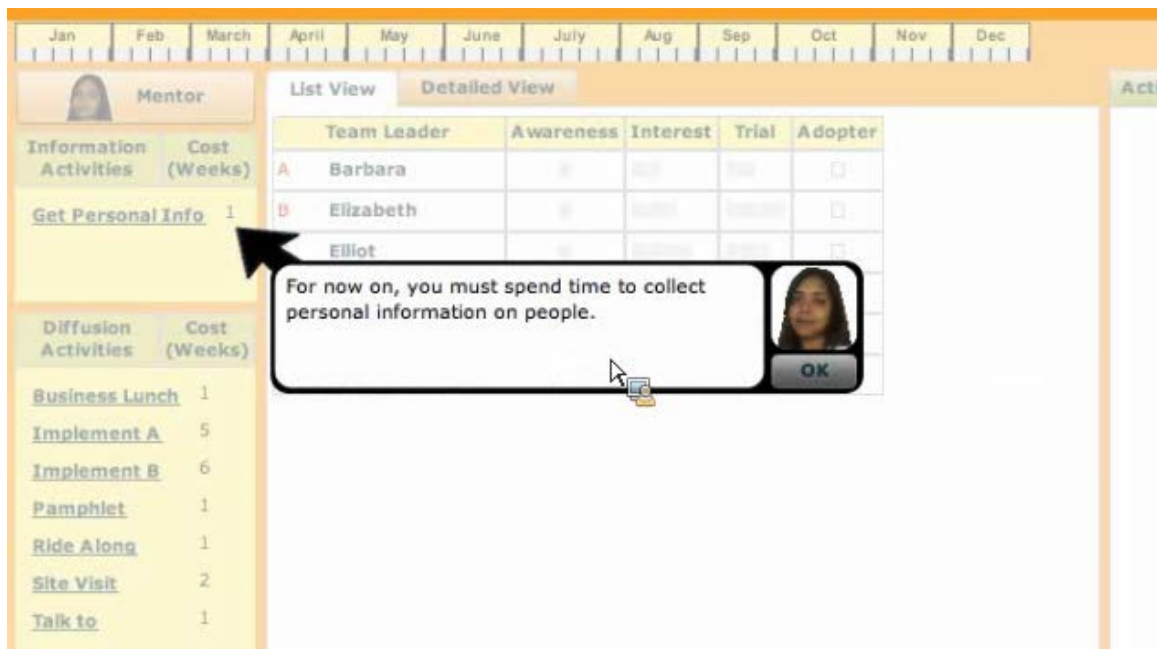 Jan Feb March April May June July Aug Sep Oct Nov Dec
Mentor
List View Detailed View
Acti
Information Activities Cost (Weeks)
Get Personal Info 1
Team Leader Awareness Interest Trial Adopter
A Barbara
B Elizabeth
Elliot
For now on, you must spend time to collect
personal information on people.
OK
Diffusion Activities Cost (Weeks)
Business Lunch 1
Implement A 5
Implement B 6
Pamphlet 1
Ride Along 1
Site Visit 2
Talk to 1